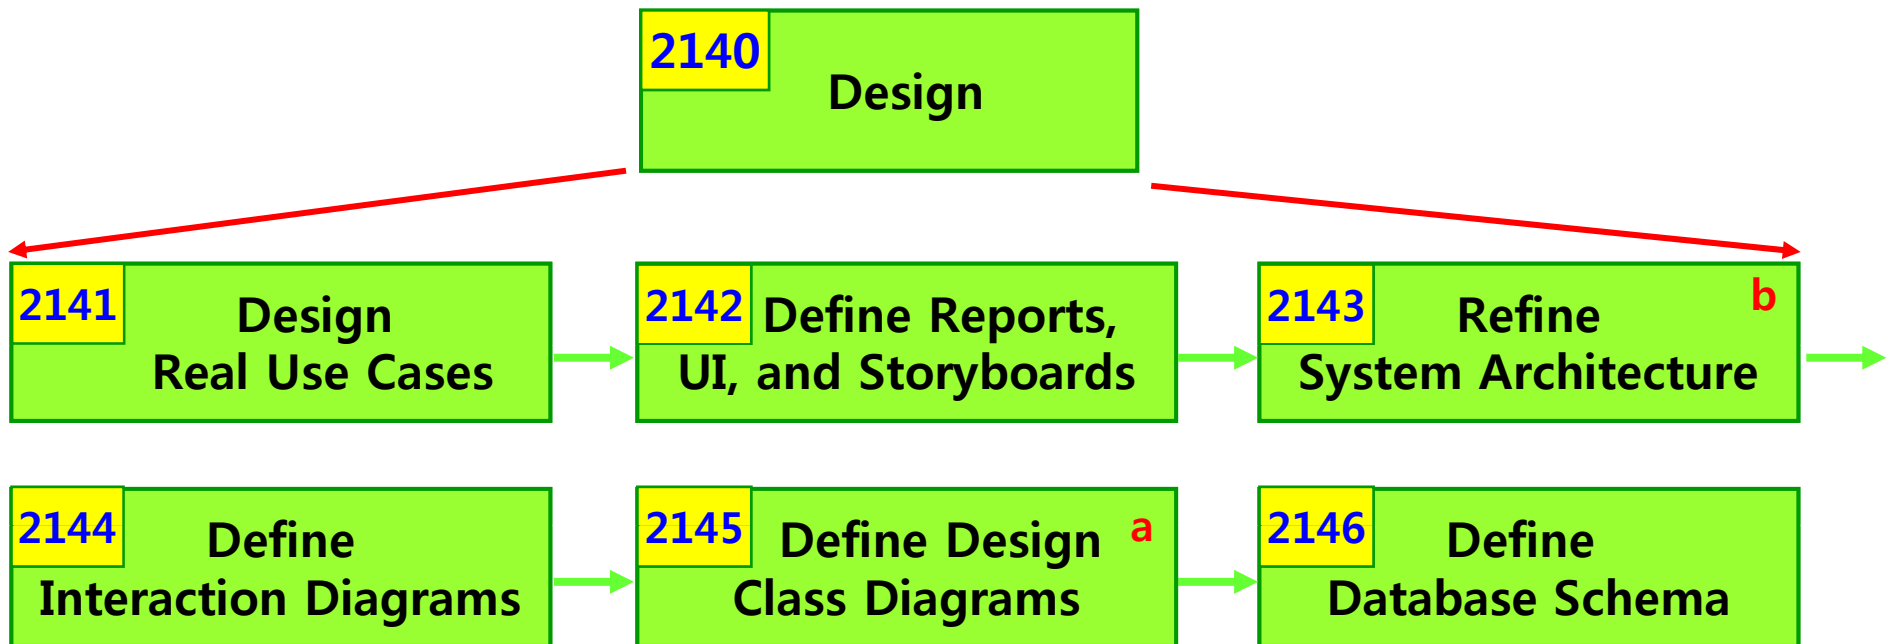 2140
Design
2141
Design
Real Use Cases
2142
Define Reports,
UI, and Storyboards
2143
Refine
b
System Architecture
2144
Define
Interaction Diagrams
2145
Define Design
a
Class Diagrams
2146
Define
Database Schema